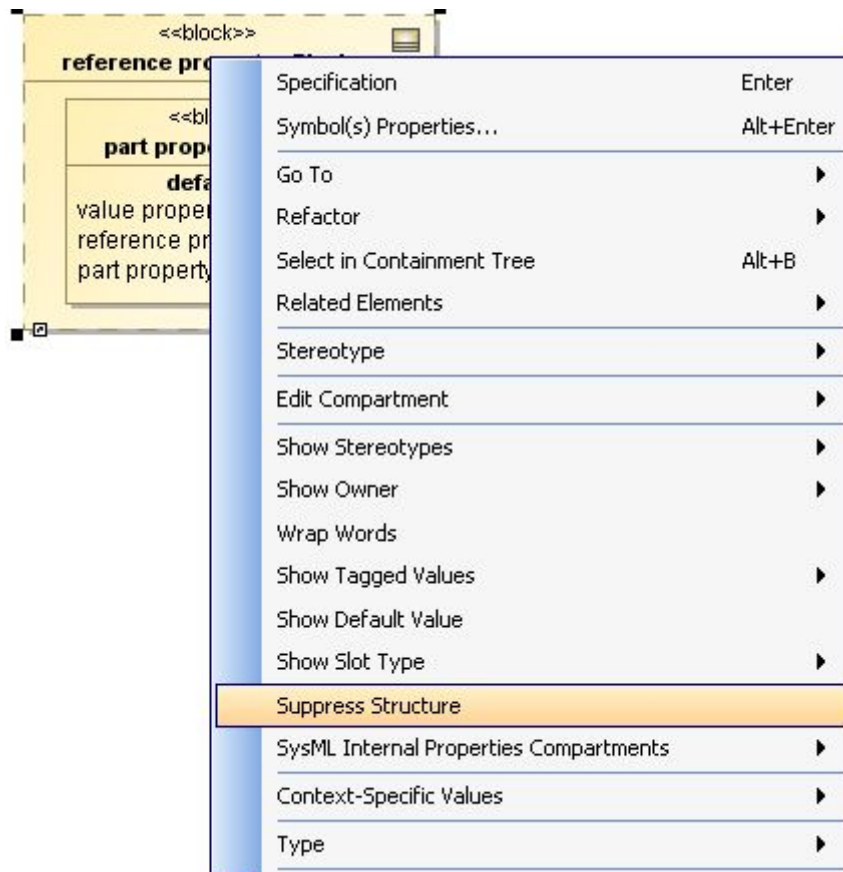 <<block>>
reference pro
<<bl
part prope
defa
value proper
reference pr
part property
Specification Enter
Symbol(s) Properties... Alt+Enter
Go To
Refactor
Select in Containment Tree Alt+B
Related Elements
Stereotype
Edit Compartment
Show Stereotypes
Show Owner
Wrap Words
Show Tagged Values
Show Default Value
Show Slot Type
Suppress Structure
SysML Internal Properties Compartments
Context-Specific Values
Type